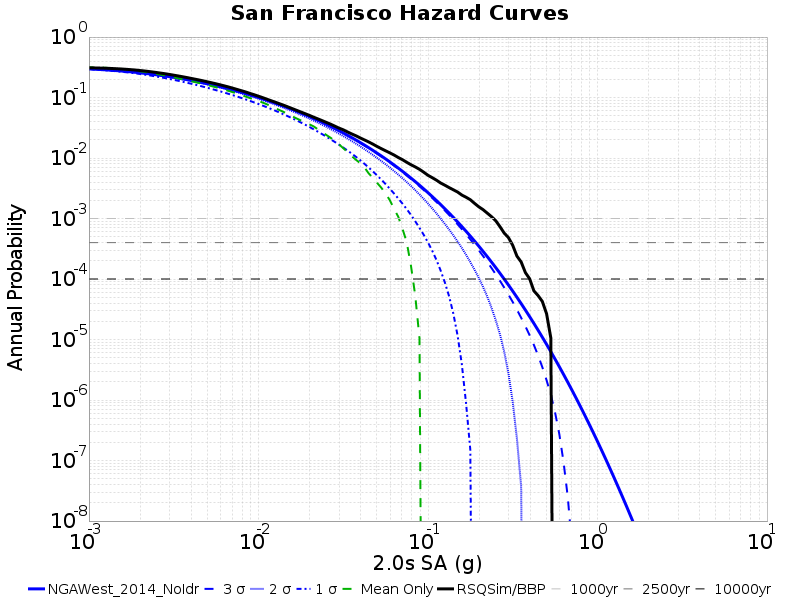 San Francisco Hazard Curves
Annual Probability
10^0
10^-1
10^-2
10^-3
10^-4
10^-5
10^-6
10^-7
10^-8
10^-3 10^-2 10^-1 10^0 10^1
2.0s SA (g)
NGAWest_2014_NoIdr 3 σ 2 σ 1 σ Mean Only RSQSim/BBP 1000yr 2500yr 10000yr